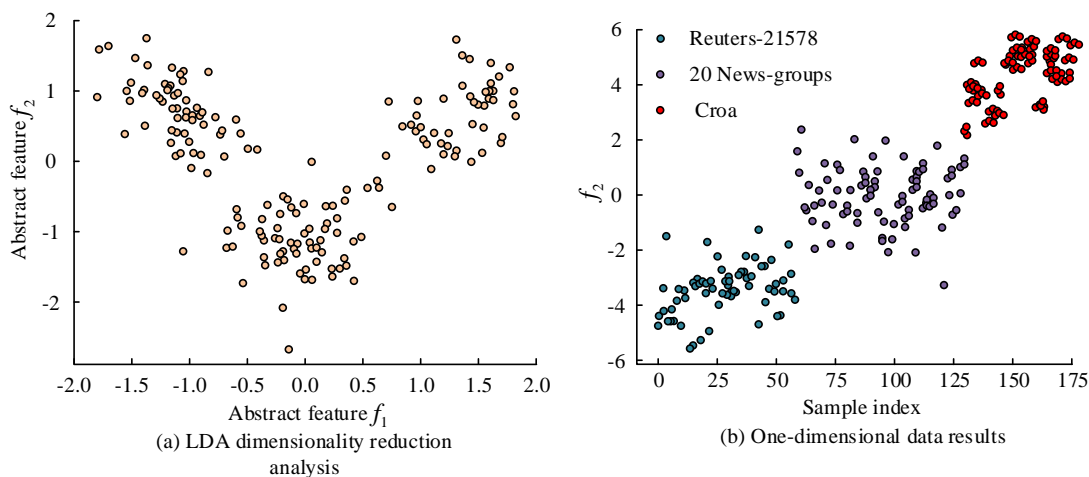 2
1
0
-1
-2
Abstract feature f2
-2.0 -1.5 -1.0 -0.5 0.0 0.5 1.0 1.5 2.0
Abstract feature f1
(a) LDA dimensionality reduction
analysis
6
4
2
0
-2
-4
-6
f2
Reuters-21578
20 News-groups
Croa
0 25 50 75 100 125 150 175
Sample index
(b) One-dimensional data results